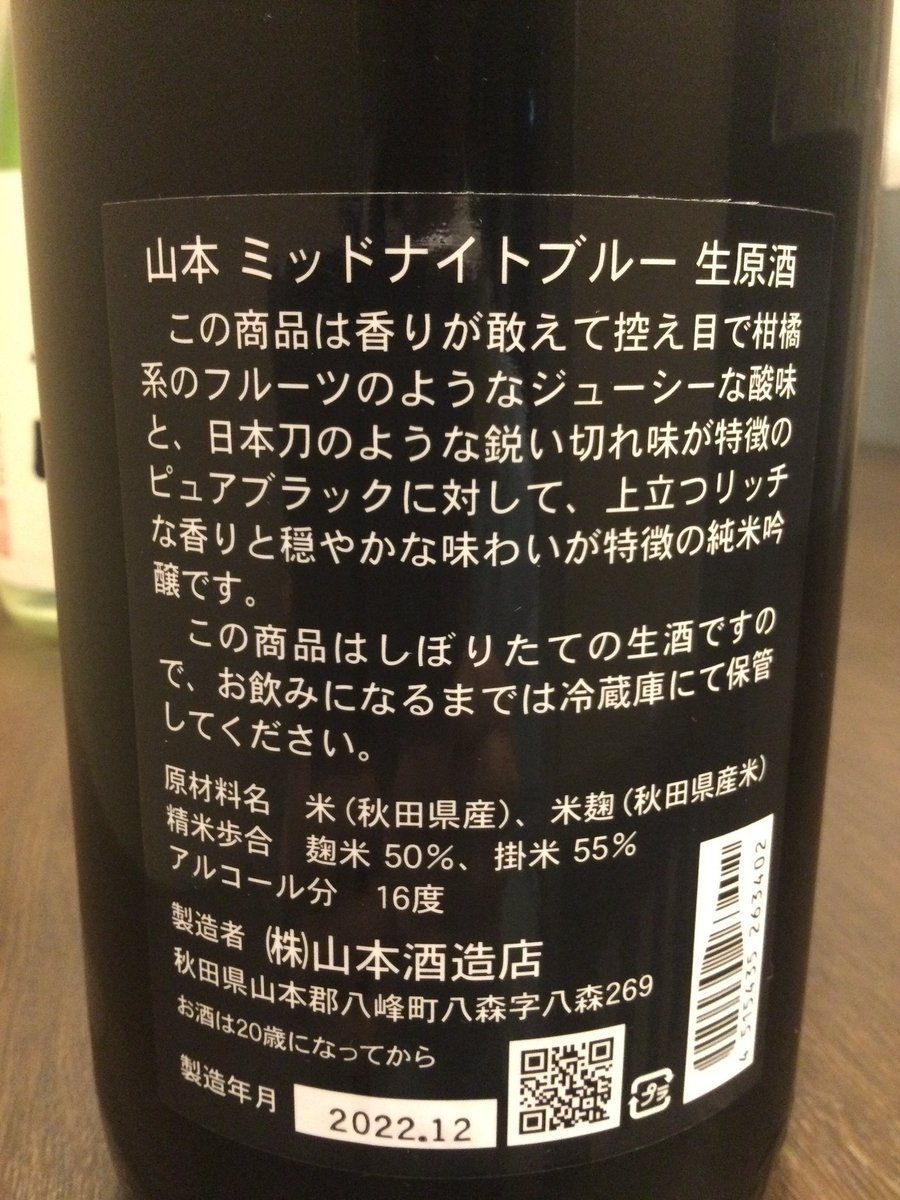 山本 ミッドナイトブルー 生原酒
この商品は香りが敢えて控え目で柑橘
系のフルーツのようなジューシーな酸味
と、日本刀のような鋭い切れ味が特徴の
ピュアブラックに対して、上立つリッチ
な香りと穏やかな味わいが特徴の純米吟
醸です。
この商品はしぼりたての生酒ですの
で、お飲みになるまでは冷蔵庫にて保管
してください。
原材料名 米（秋田県産）、米麹（秋田県産米）
精米歩合 麹米 50%、掛米 55%
アルコール分 16度
製造者 ㈱山本酒造店
秋田県山本郡八峰町八森字八森269
お酒は20歳になってから
製造年月 2022.12
プラ
4 515435 263402